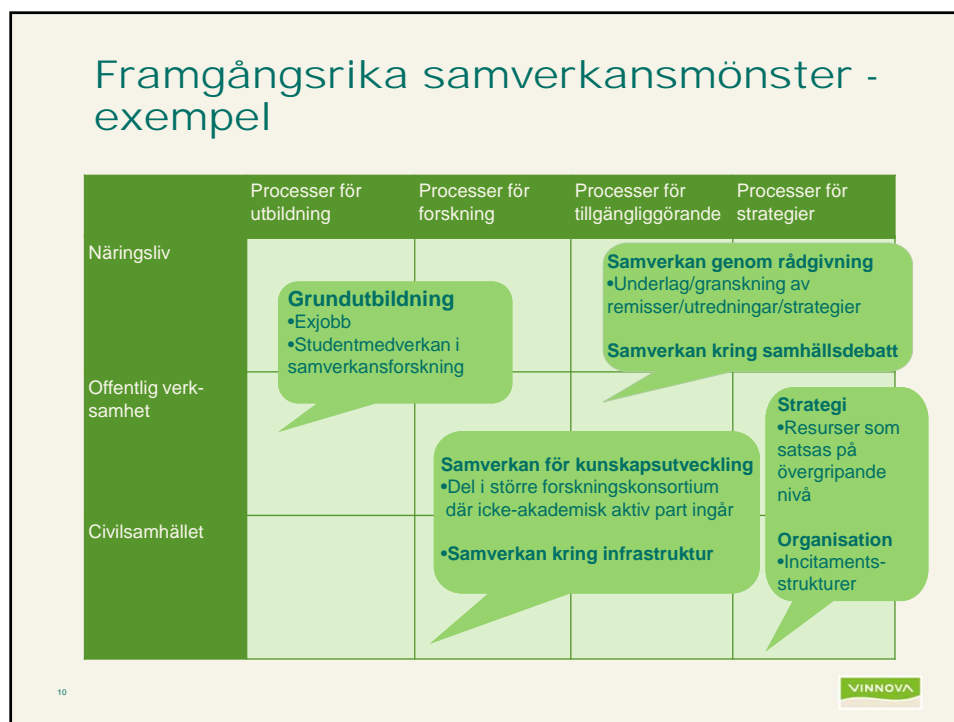 Framgångsrika samverkansmönster -
exempel
Processer för
utbildning
Processer för
forskning
Processer för
tillgängliggörande
Processer för
strategier
Näringsliv
Samverkan genom rådgivning
•Underlag/granskning av
remisser/utredningar/strategier
Samverkan kring samhällsdebatt
Grundutbildning
•Exjobb
•Studentmedverkan i
samverkansforskning
Offentlig verk-
samhet
Strategi
•Resurser som
satsas på
övergripande
nivå
Organisation
•Incitaments-
strukturer
Samverkan för kunskapsutveckling
•Del i större forskningskonsortium
där icke-akademisk aktiv part ingår
•Samverkan kring infrastruktur
Civilsamhället
10
VINNOVA